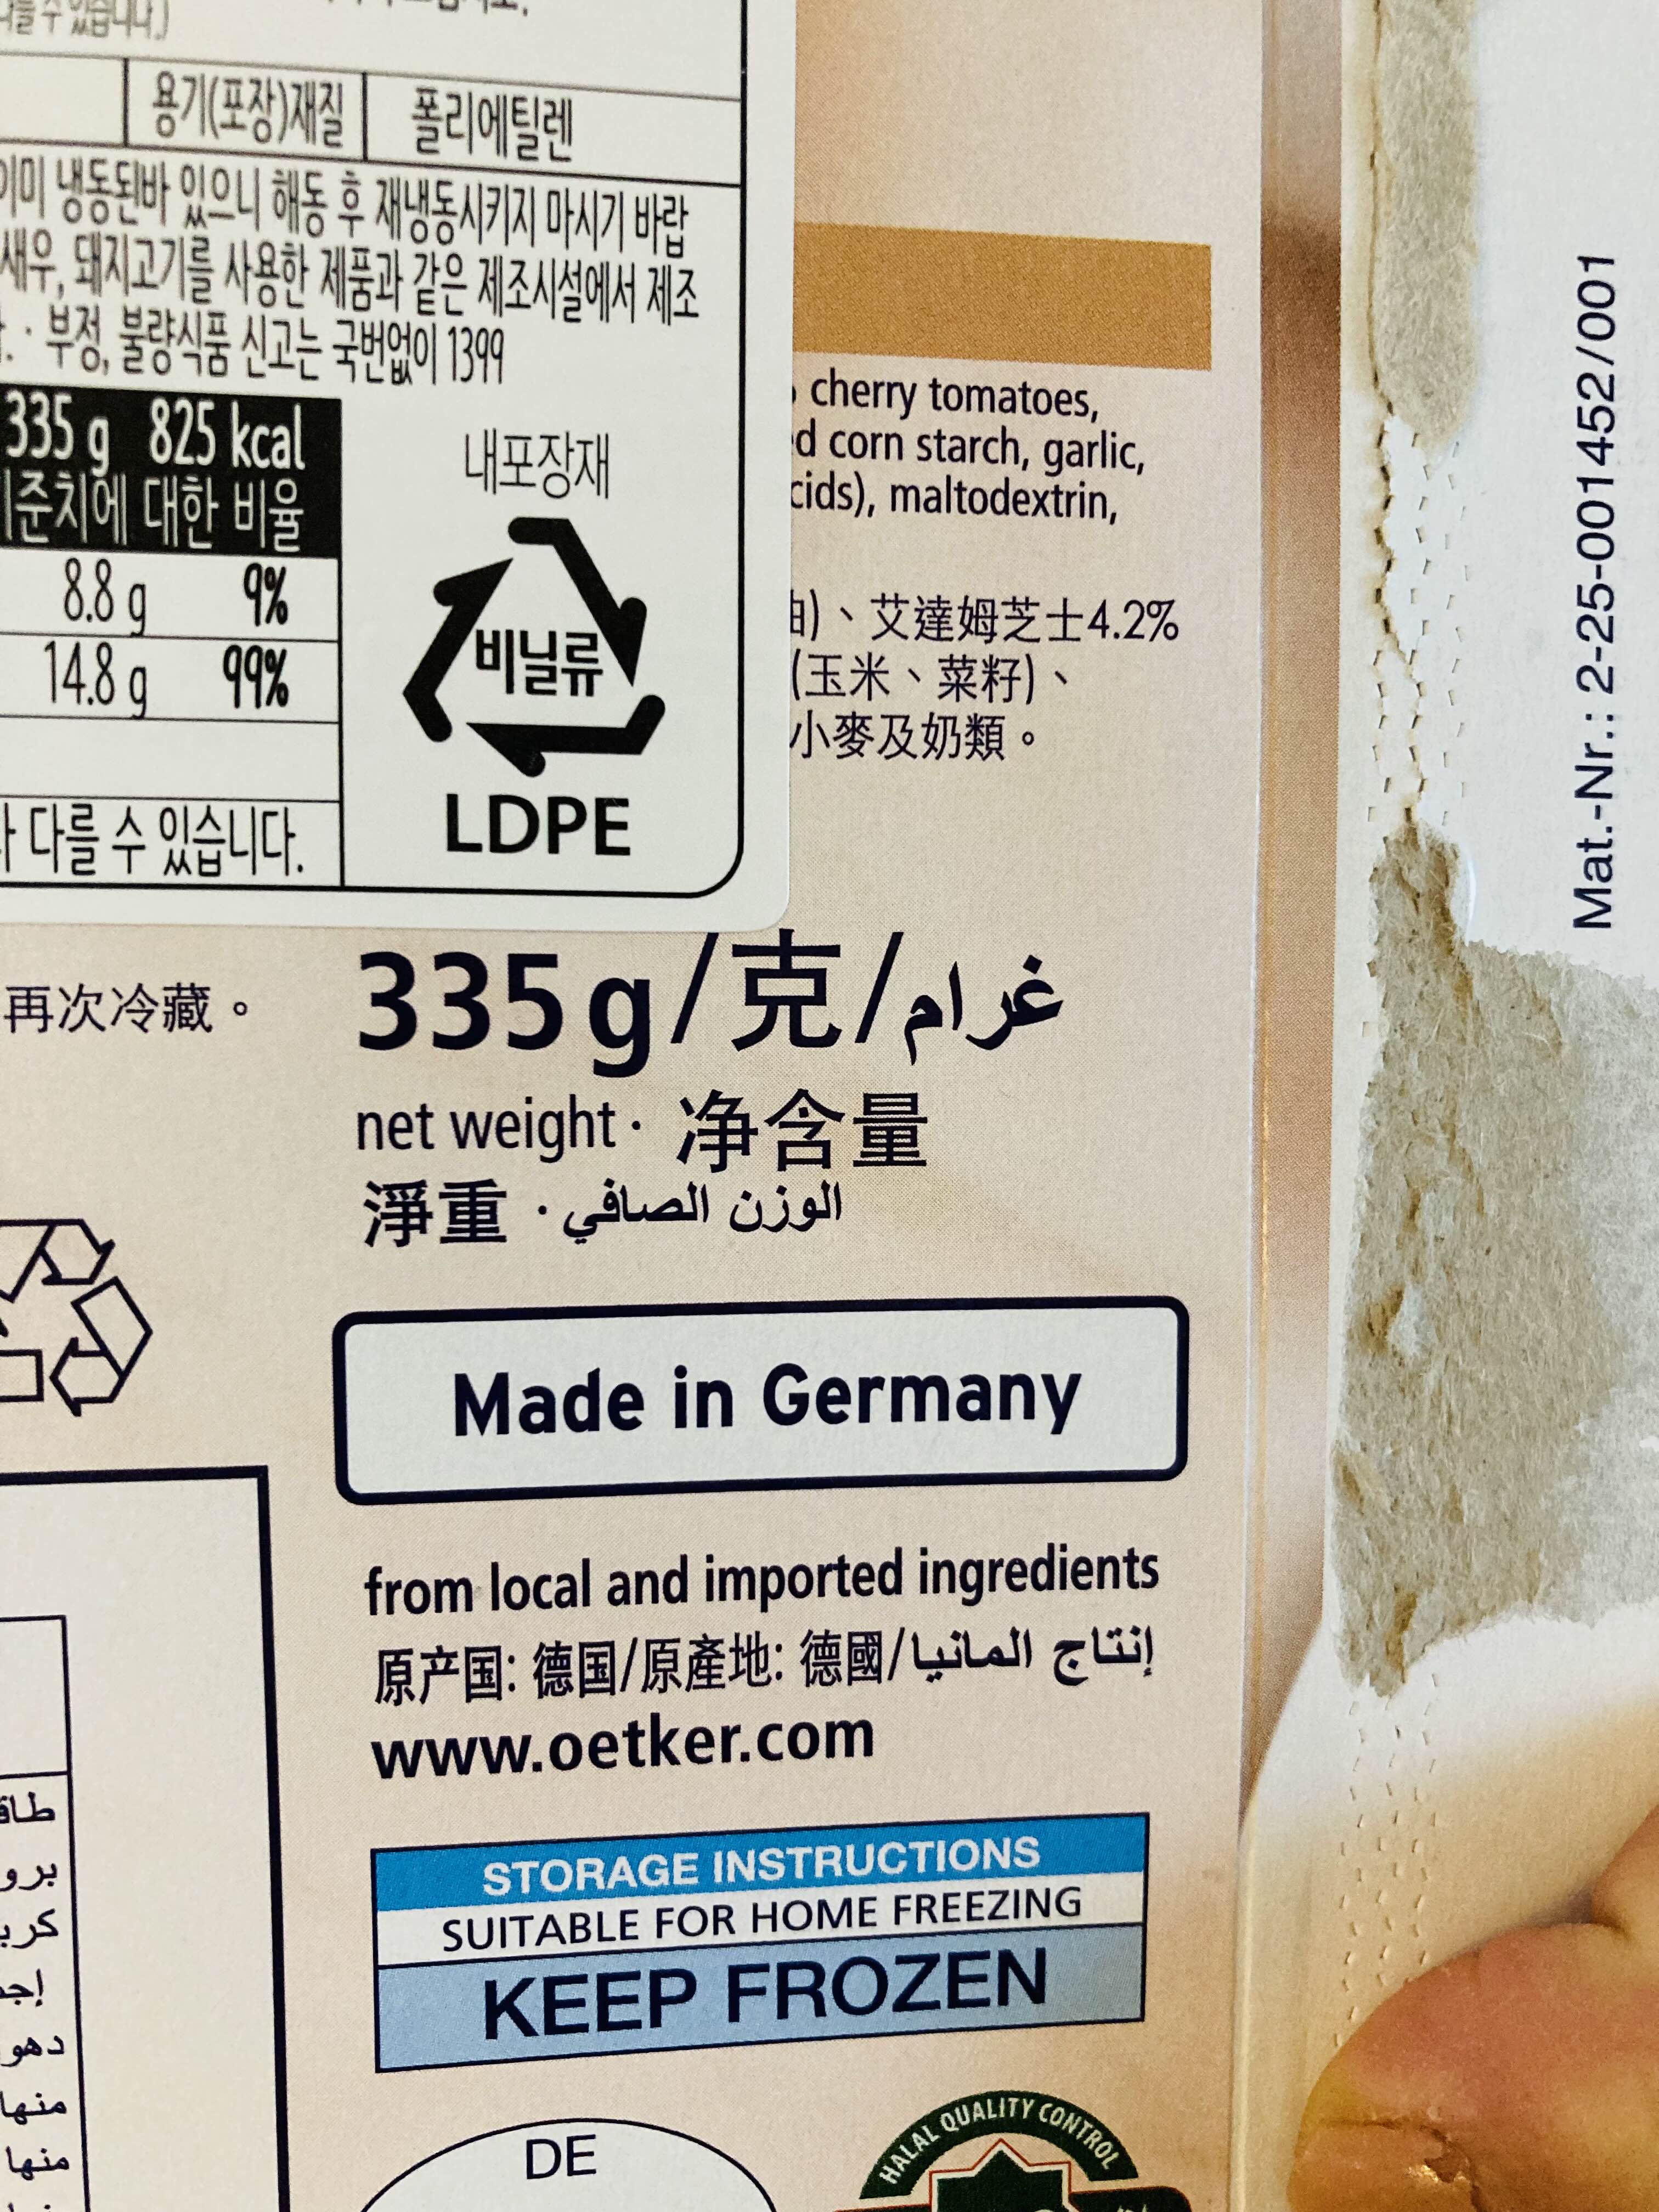 용기(포장)재질 폴리에틸렌
이미 냉동된바 있으니 해동 후 재냉동시키지 마시기 바랍
새우, 돼지고기를 사용한 제품과 같은 제조시설에서 제조
부정, 불량식품 신고는 국번없이 1399
335 g 825 kcal
준치에 대한 비율
8.8 g 9%
14.8 g 99%
다를 수 있습니다.
내포장재
비닐류
LDPE
cherry tomatoes,
corn starch, garlic,
maltodextrin,
、艾達姆芝士4.2%
(玉米、菜籽)、
小麥及奶類。
再次冷藏。
335g/克/غرام
net weight · 净含量
淨重 · الوزن الصافي
Made in Germany
from local and imported ingredients
原产国: 德国/原產地: 德國/إنتاج المانيا
www.oetker.com
STORAGE INSTRUCTIONS
SUITABLE FOR HOME FREEZING
KEEP FROZEN
DE
HALAL QUALITY CONTROL
منها
منها
Mat.-Nr.: 2-25-001452/001